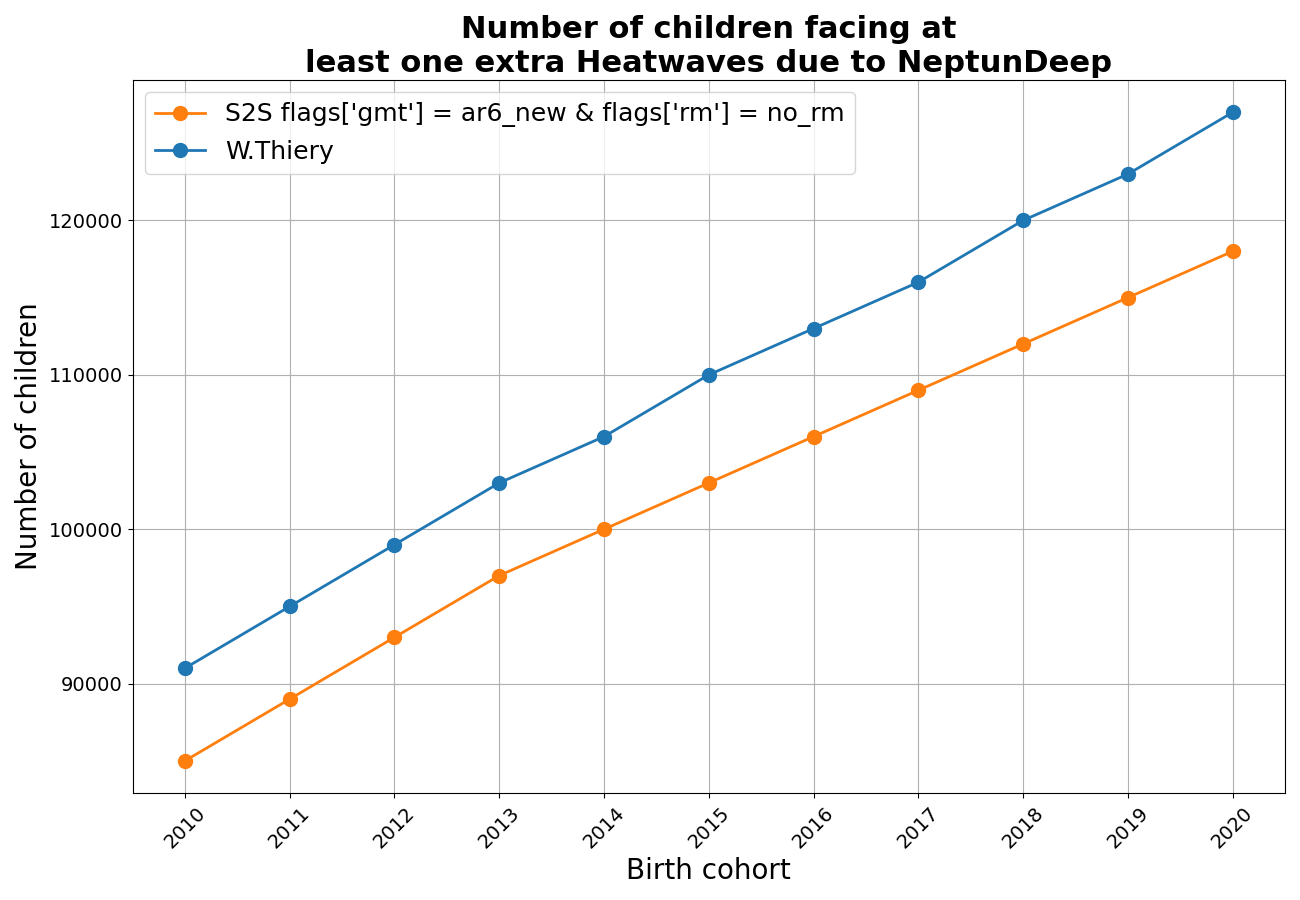 Number of children facing at
least one extra Heatwaves due to NeptunDeep
S2S flags['gmt'] = ar6_new & flags['rm'] = no_rm
W.Thiery
Number of children
120000
110000
100000
90000
2010
2011
2012
2013
2014
2015
2016
2017
2018
2019
2020
Birth cohort